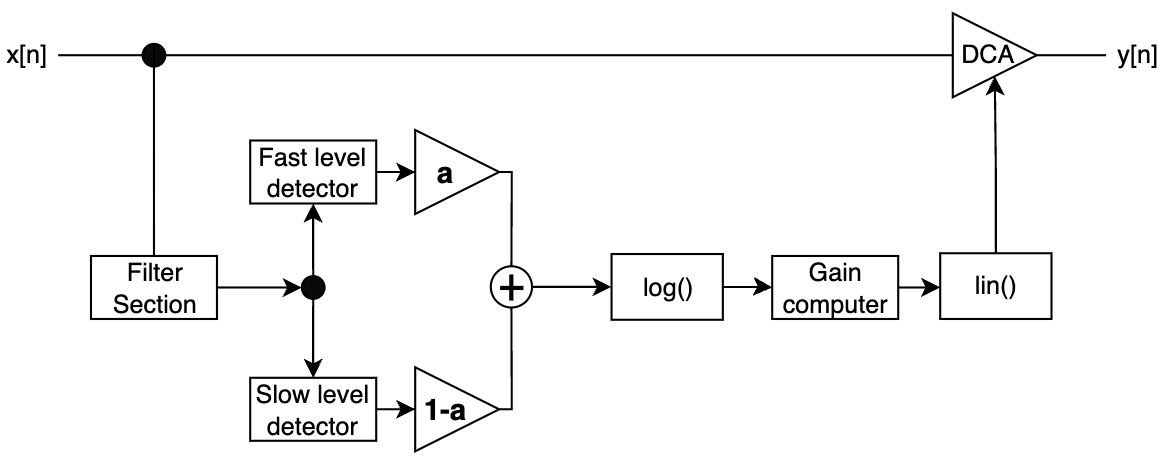 x[n]
DCA
y[n]
Fast level
detector
a
Filter
Section
+
log()
Gain
computer
lin()
Slow level
detector
1-a